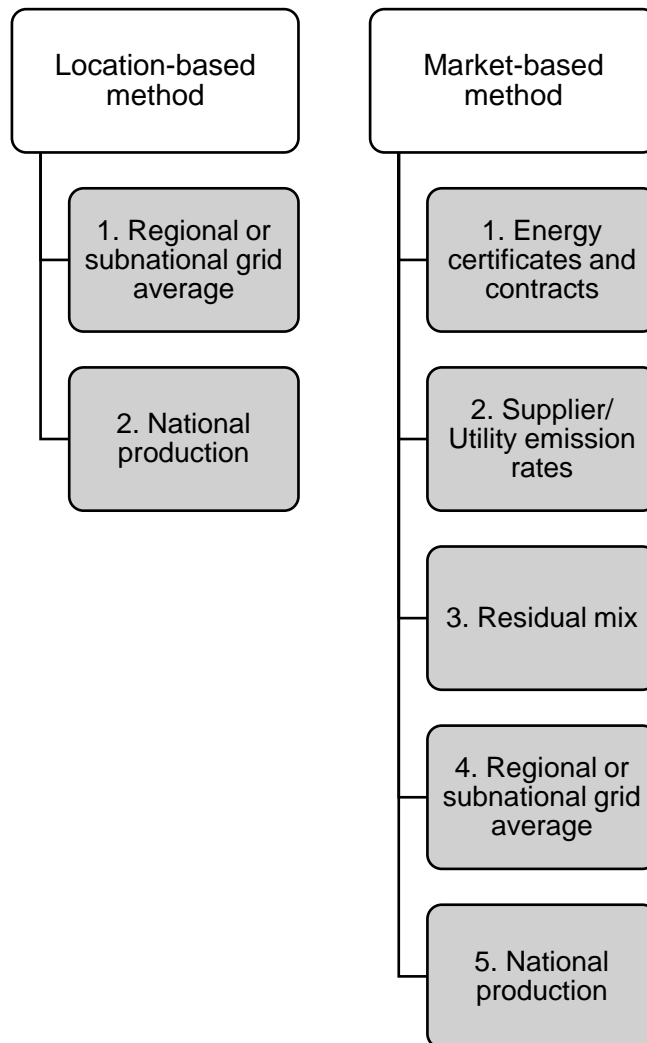 Location-based
method
1. Regional or
subnational grid
average
2. National
production
Market-based
method
1. Energy
certificates and
contracts
2. Supplier/
Utility emission
rates
3. Residual mix
4. Regional or
subnational grid
average
5. National
production